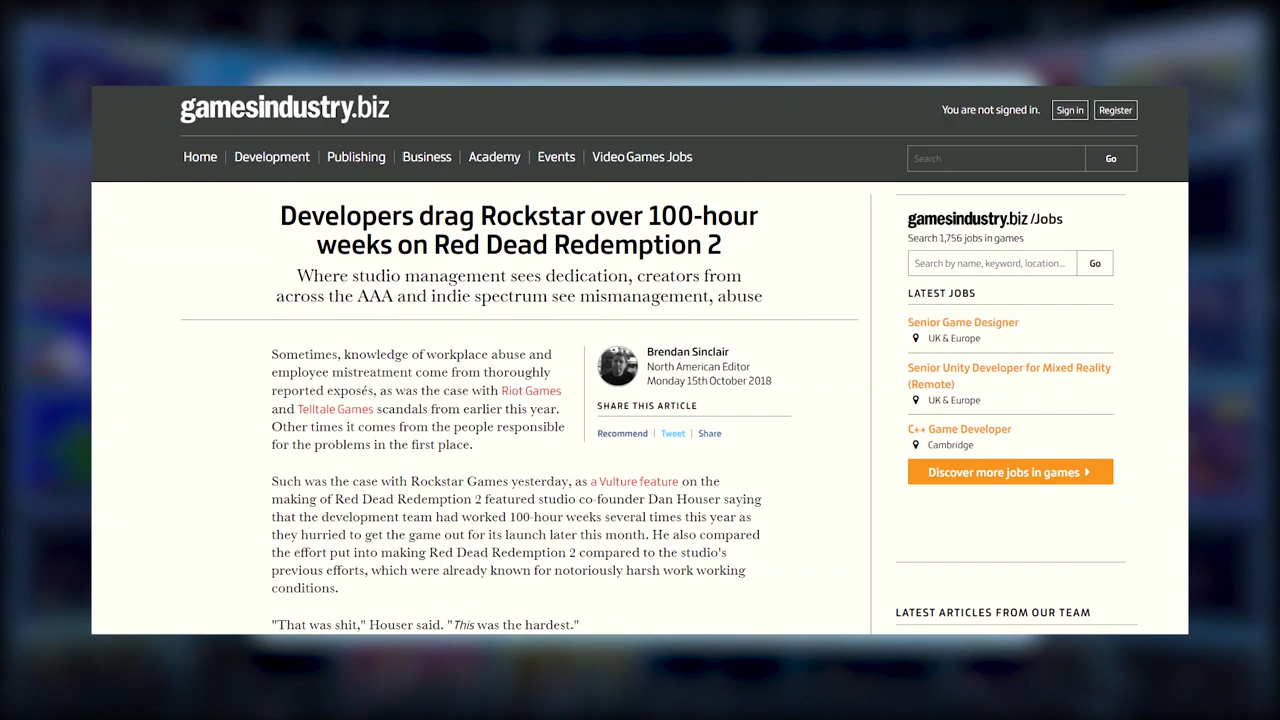 gamesindustry.biz
You are not signed in.
Sign in
Register
Home
Development
Publishing
Business
Academy
Events
Video Games Jobs
Search
Go
Developers drag Rockstar over 100-hour
weeks on Red Dead Redemption 2
Where studio management sees dedication, creators from
across the AAA and indie spectrum see mismanagement, abuse
Sometimes, knowledge of workplace abuse and
employee mistreatment come from thoroughly
reported exposés, as was the case with Riot Games
and Telltale Games scandals from earlier this year.
Other times it comes from the people responsible
for the problems in the first place.
Brendan Sinclair
North American Editor
Monday 15th October 2018
SHARE THIS ARTICLE
Recommend
Tweet
Share
Such was the case with Rockstar Games yesterday, as a Vulture feature on the
making of Red Dead Redemption 2 featured studio co-founder Dan Houser saying
that the development team had worked 100-hour weeks several times this year as
they hurried to get the game out for its launch later this month. He also compared
the effort put into making Red Dead Redemption 2 compared to the studio's
previous efforts, which were already known for notoriously harsh work working
conditions.
"That was shit," Houser said. "This was the hardest."
gamesindustry.biz /Jobs
Search 1,756 jobs in games
Search by name, keyword, location...
Go
LATEST JOBS
Senior Game Designer
UK & Europe
Senior Unity Developer for Mixed Reality
(Remote)
UK & Europe
C++ Game Developer
Cambridge
Discover more jobs in games
LATEST ARTICLES FROM OUR TEAM